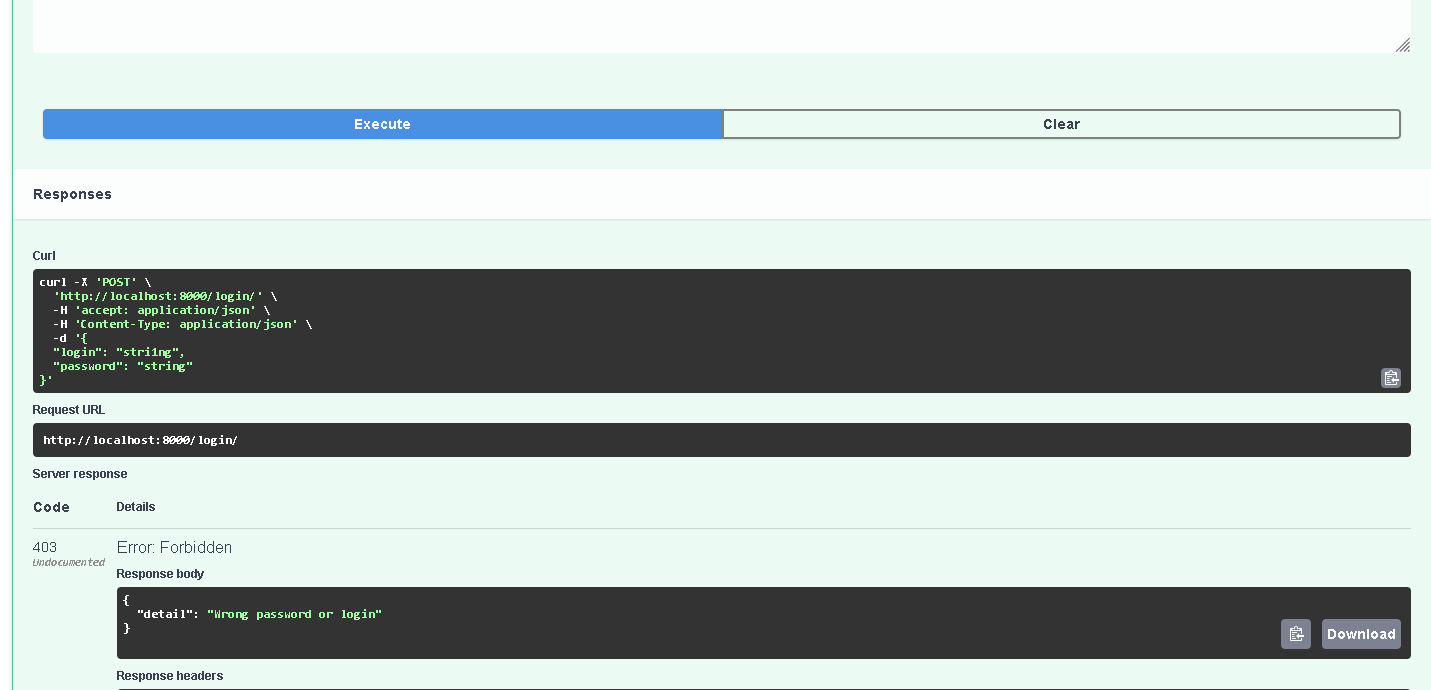 Execute
Clear
Responses
Curl
curl -X 'POST' \
'http://localhost:8000/login/' \
-H 'accept: application/json' \
-H 'Content-Type: application/json' \
-d '{
"login": "stri1ng",
"password": "string"
}'
Request URL
http://localhost:8000/login/
Server response
Code Details
403 Error: Forbidden
Undocumented
Response body
{
"detail": "Wrong password or login"
}
Download
Response headers